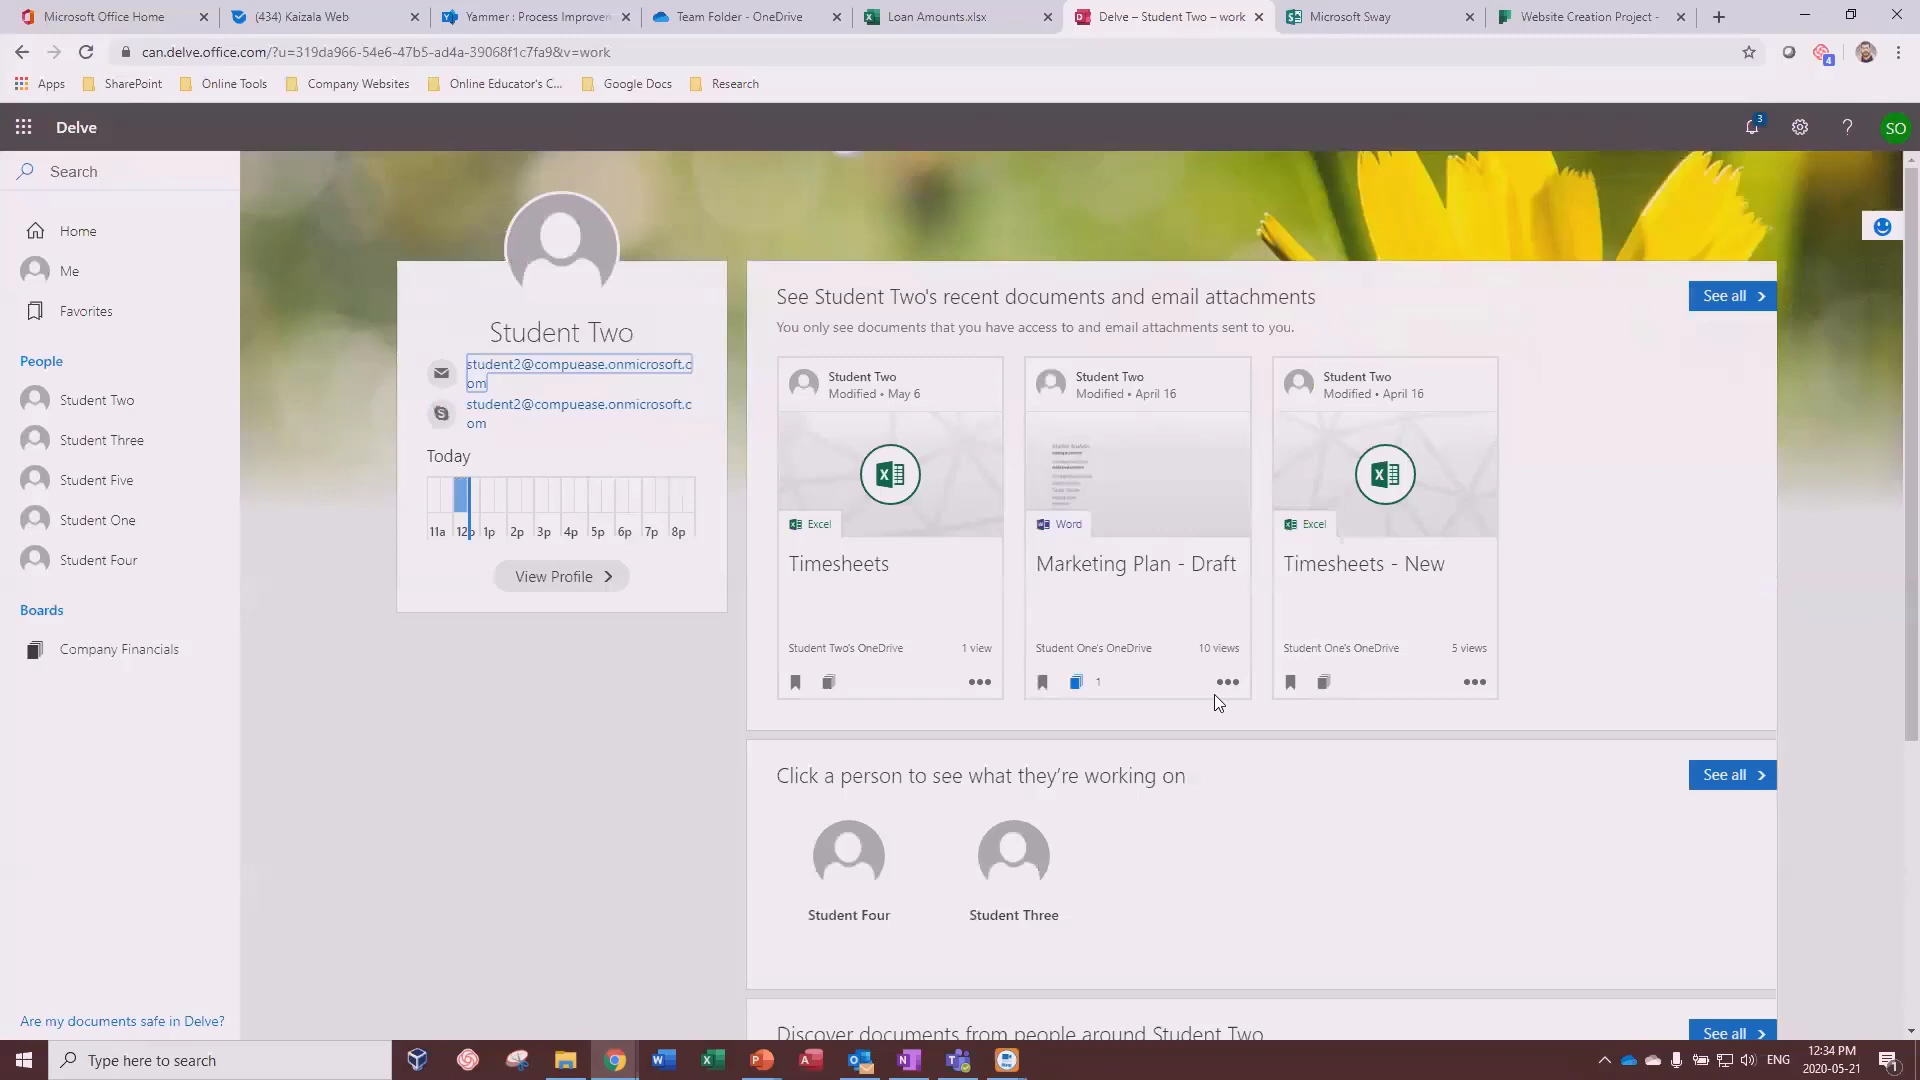 Microsoft Office Home
(434) Kaizala Web
Yammer : Process Improvem
Team Folder - OneDrive
Loan Amounts.xlsx
Delve – Student Two – work
Microsoft Sway
Website Creation Project -
can.delve.office.com/?u=319da966-54e6-47b5-ad4a-39068f1c7fa9&v=work
4
Apps
SharePoint
Online Tools
Company Websites
Online Educator's C...
Google Docs
Research
Delve
3
?
SO
Search
Home
Me
Favorites
People
Student Two
Student Three
Student Five
Student One
Student Four
Boards
Company Financials
Are my documents safe in Delve?
Student Two
student2@compuease.onmicrosoft.c
om
student2@compuease.onmicrosoft.c
om
Today
11a 12p 1p 2p 3p 4p 5p 6p 7p 8p
View Profile
See Student Two's recent documents and email attachments
See all
You only see documents that you have access to and email attachments sent to you.
Student Two
Modified • May 6
Excel
Timesheets
Student Two's OneDrive
1 view
Student Two
Modified • April 16
Word
Marketing Plan - Draft
Student One's OneDrive
10 views
1
Student Two
Modified • April 16
Excel
Timesheets - New
Student One's OneDrive
5 views
Click a person to see what they’re working on
See all
Student Four
Student Three
Discover documents from people around Student Two
See all
Type here to search
ENG
12:34 PM
2020-05-21
1